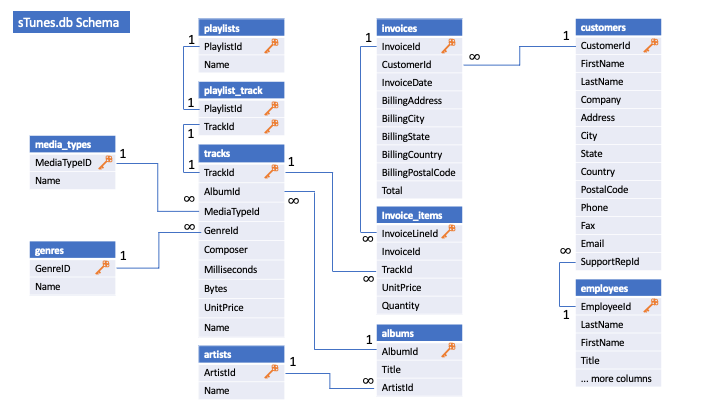 sTunes.db Schema
playlists
1
PlaylistId
Name
playlist_track
1
PlaylistId
TrackId
1
1
tracks
TrackId
1
AlbumId
∞
∞
MediaTypeId
∞
GenreId
Composer
Milliseconds
Bytes
UnitPrice
Name
media_types
MediaTypeID
1
Name
genres
GenreID
1
Name
artists
ArtistId
1
Name
invoices
1
InvoiceId
CustomerId
∞
InvoiceDate
BillingAddress
BillingCity
BillingState
BillingCountry
BillingPostalCode
Total
Invoice_items
InvoiceLineId
∞
InvoiceId
TrackId
∞
UnitPrice
Quantity
albums
1
AlbumId
Title
∞
ArtistId
customers
1
CustomerId
FirstName
LastName
Company
Address
City
State
Country
PostalCode
Phone
Fax
Email
∞
SupportRepId
employees
EmployeeId
1
LastName
FirstName
Title
... more columns